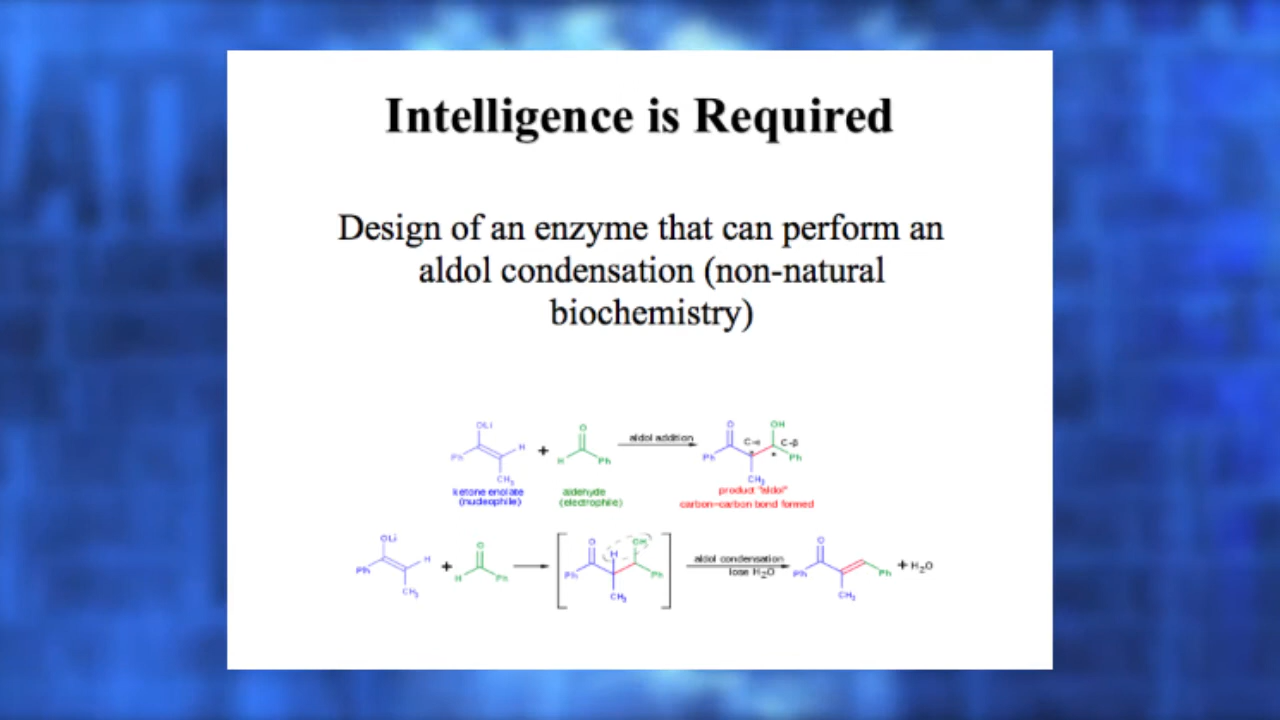 Intelligence is Required
Design of an enzyme that can perform an
aldol condensation (non-natural
biochemistry)
OLi
Ph
H
CH₃
+
O
H
Ph
aldol addition
O
OH
C-α
C-β
Ph
Ph
CH₃
ketone enolate
(nucleophile)
aldehyde
(electrophile)
product "aldol"
carbon-carbon bond formed
OLi
Ph
H
CH₃
+
O
H
Ph
O
H
OH
Ph
Ph
CH₃
aldol condensation
lose H₂O
O
Ph
Ph
CH₃
+ H₂O